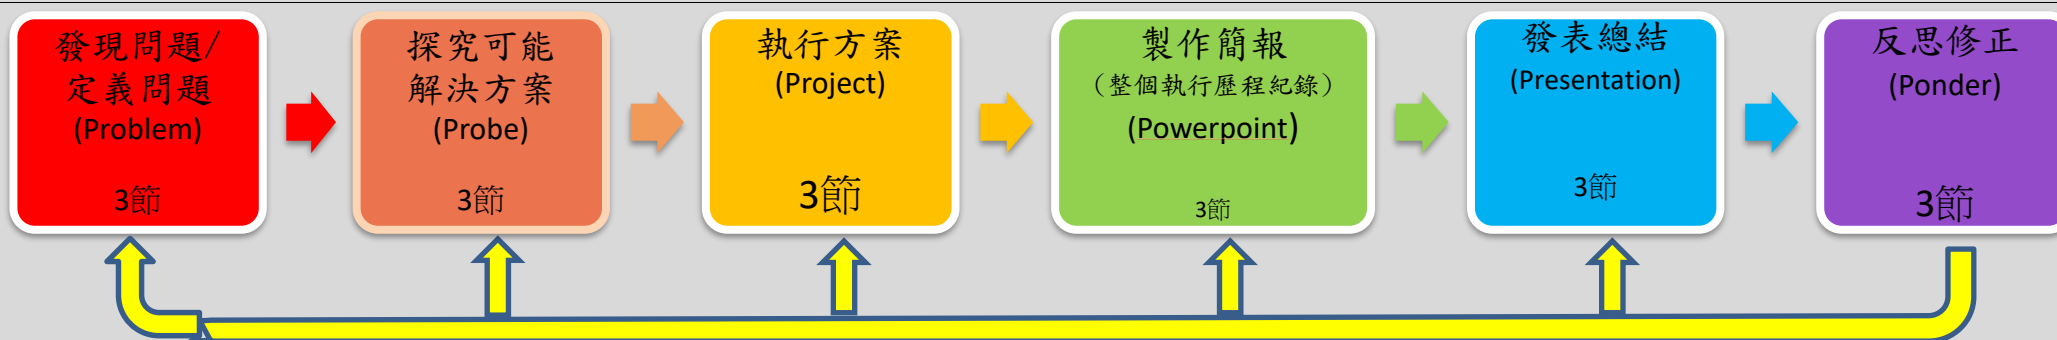 發現問題/
定義問題
(Problem)
3節
探究可能
解決方案
(Probe)
3節
執行方案
(Project)
3節
製作簡報
（整個執行歷程紀錄）
(Powerpoint)
3節
發表總結
(Presentation)
3節
反思修正
(Ponder)
3節